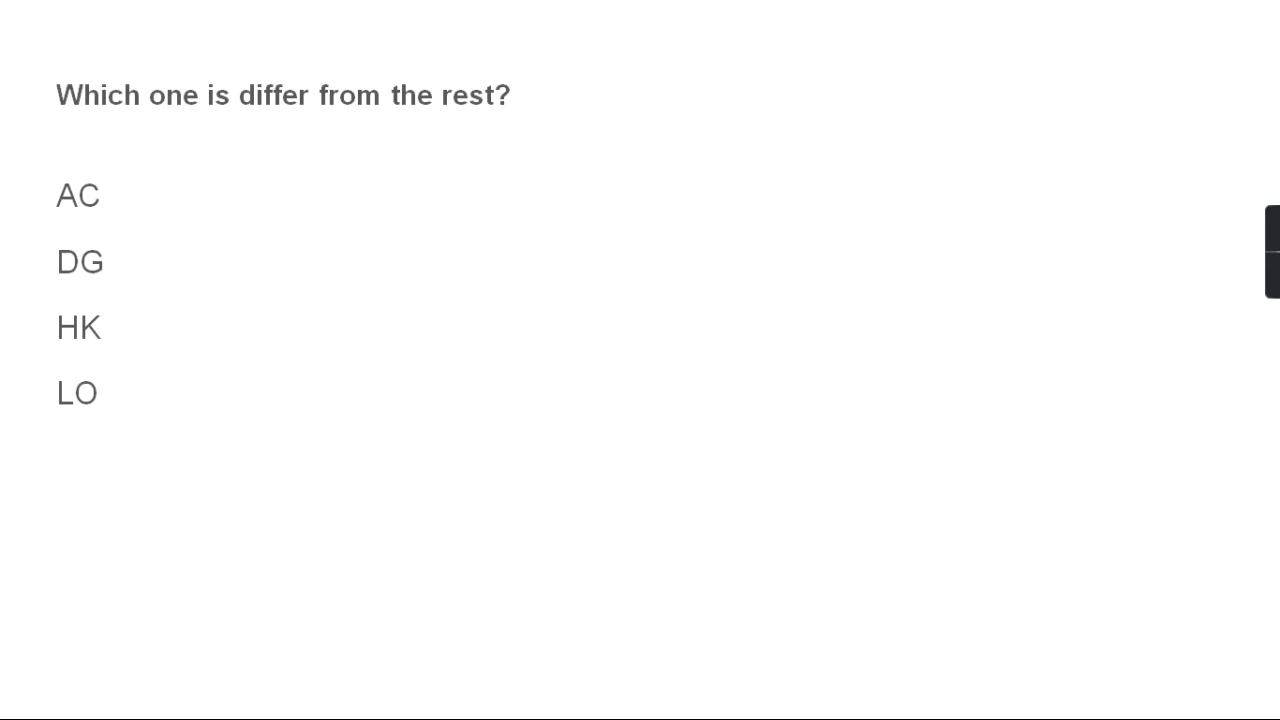 Which one is differ from the rest?
AC
DG
HK
LO